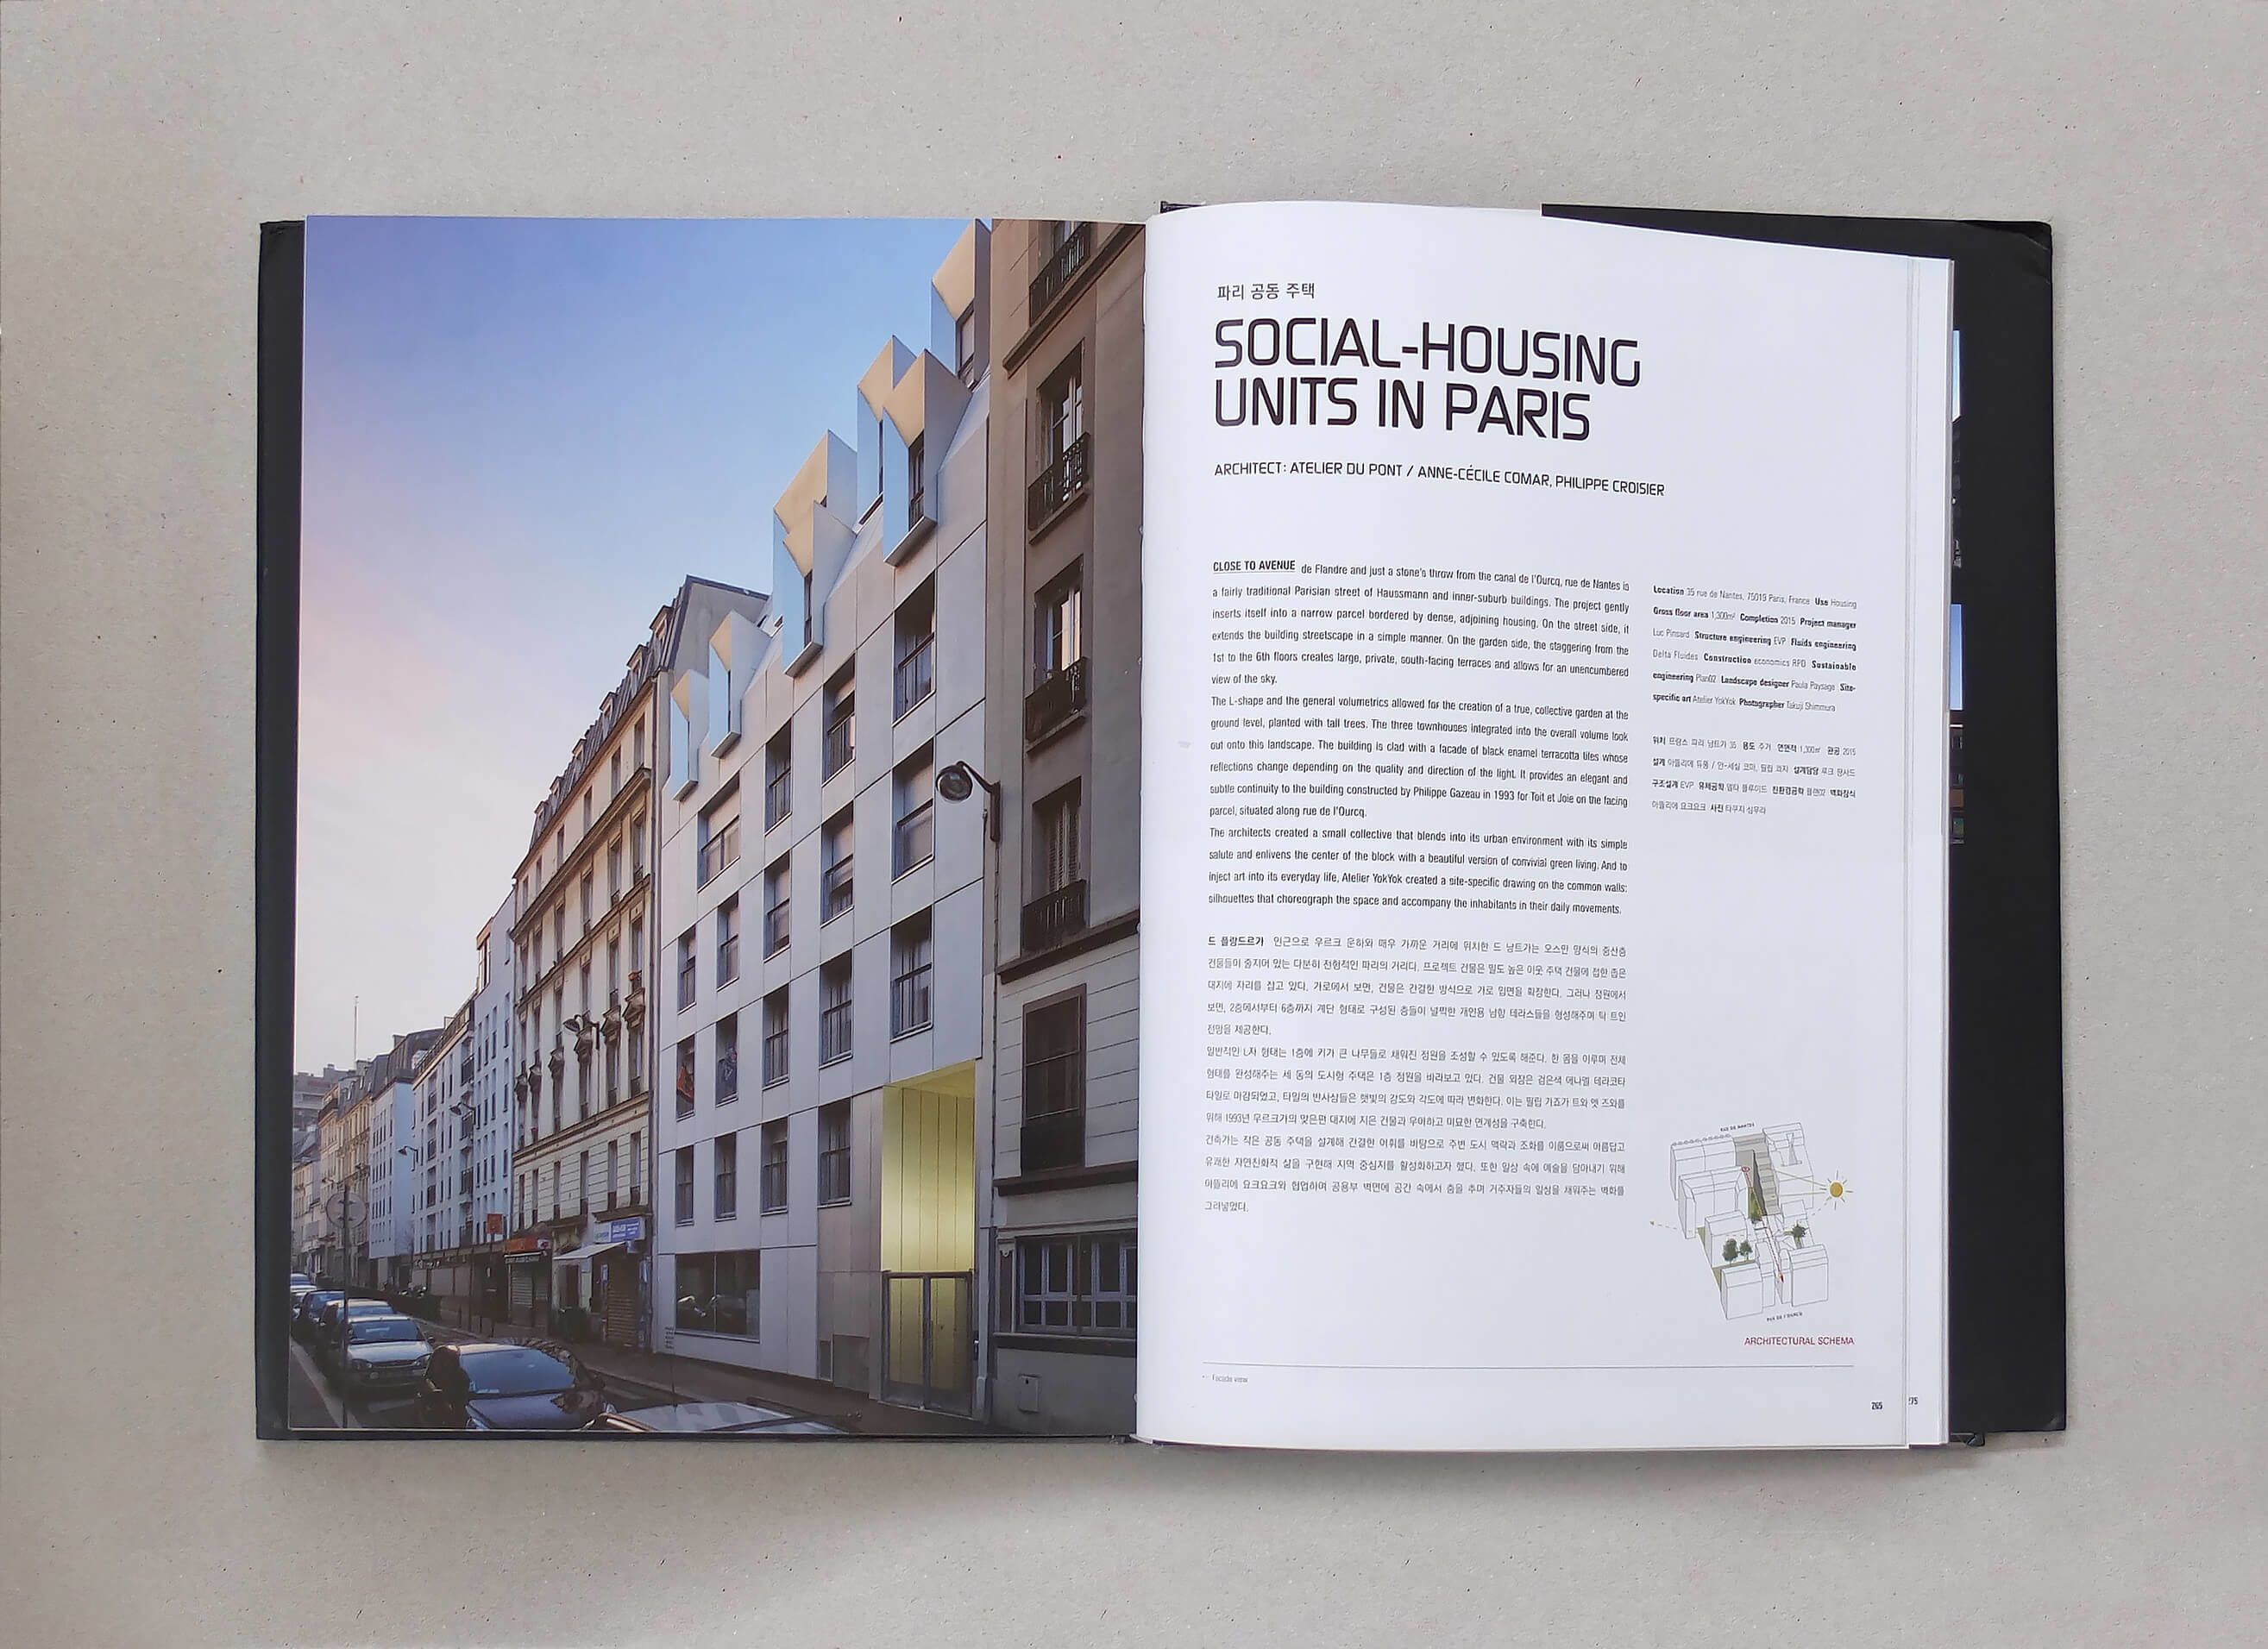 파리 공동 주택
SOCIAL-HOUSING
UNITS IN PARIS
ARCHITECT: ATELIER DU PONT / ANNE-CÉCILE COMAR, PHILIPPE CROISIER
CLOSE TO AVENUE de Flandre and just a stone's throw from the canal de l'Ourcq, rue de Nantes is
a fairly traditional Parisian street of Haussmann and inner-suburb buildings. The project gently
inserts itself into a narrow parcel bordered by dense, adjoining housing. On the street side, it
extends the building streetscape in a simple manner. On the garden side, the staggering from the
1st to the 6th floors creates large, private, south-facing terraces and allows for an unencumbered
view of the sky.
The L-shape and the general volumetrics allowed for the creation of a true, collective garden at the
ground level, planted with tall trees. The three townhouses integrated into the overall volume look
out onto this landscape. The building is clad with a facade of black enamel terracotta tiles whose
reflections change depending on the quality and direction of the light. It provides an elegant and
subtle continuity to the building constructed by Philippe Gazeau in 1993 for Toit et Joie on the facing
parcel, situated along rue de l'Ourcq.
The architects created a small collective that blends into its urban environment with its simple
salute and enlivens the center of the block with a beautiful version of convivial green living. And to
inject art into its everyday life, Atelier YokYok created a site-specific drawing on the common walls:
silhouettes that choreograph the space and accompany the inhabitants in their daily movements.
드 플랑드르가 인근으로 우르크 운하와 매우 가까운 거리에 위치한 드 낭트가는 오스만 양식의 중산층
건물들이 줄지어 있는 다분히 전형적인 파리의 거리다. 프로젝트 건물은 밀도 높은 이웃 주택 건물에 접한 좁은
대지에 자리를 잡고 있다. 가로에서 보면, 건물은 간결한 방식으로 가로 입면을 확장한다. 그러나 정원에서
보면, 2층에서부터 6층까지 계단 형태로 구성된 층들이 널찍한 개인용 남향 테라스들을 형성해주며 탁 트인
전망을 제공한다.
일반적인 L자 형태는 1층에 키가 큰 나무들로 채워진 정원을 조성할 수 있도록 해준다. 한 몸을 이루며 전체
형태를 완성해주는 세 동의 도시형 주택은 1층 정원을 바라보고 있다. 건물 외장은 검은색 에나멜 테라코타
타일로 마감되었고, 타일의 반사상들은 햇빛의 강도와 각도에 따라 변화한다. 이는 필립 가죠가 트와 엣 즈와를
위해 1993년 우르크가의 맞은편 대지에 지은 건물과 우아하고 미묘한 연계성을 구축한다.
건축가는 작은 공동 주택을 설계해 간결한 어휘를 바탕으로 주변 도시 맥락과 조화를 이룸으로써 아름답고
유쾌한 자연친화적 삶을 구현해 지역 중심지를 활성화하고자 했다. 또한 일상 속에 예술을 담아내기 위해
아뜰리에 요크요크와 협업하여 공용부 벽면에 공간 속에서 춤을 추며 거주자들의 일상을 채워주는 벽화를
그려넣었다.
Location 35 rue de Nantes, 75019 Paris, France Use Housing
Gross floor area 1,300m² Completion 2015 Project manager
Luc Pinsard Structure engineering EVP Fluids engineering
Delta Fluides Construction economics RPO Sustainable
engineering Plan02 Landscape designer Paula Paysage Site-
specific art Atelier YokYok Photographer Takuji Shimmura
위치 프랑스 파리 낭트가 35 용도 주거 연면적 1,300㎡ 완공 2015
설계 아뜰리에 듀퐁 / 안-세실 코마, 필립 설계담당 루크
구조설계 EVP 유체공학 델타 플루이드 친환경공학 플랜02 벽화장식
아뜰리에 요크요크 사진 타쿠지 심무라
RUE DE NANTES
RUE DE L'OURCQ
ARCHITECTURAL SCHEMA
← Facade view
265
275